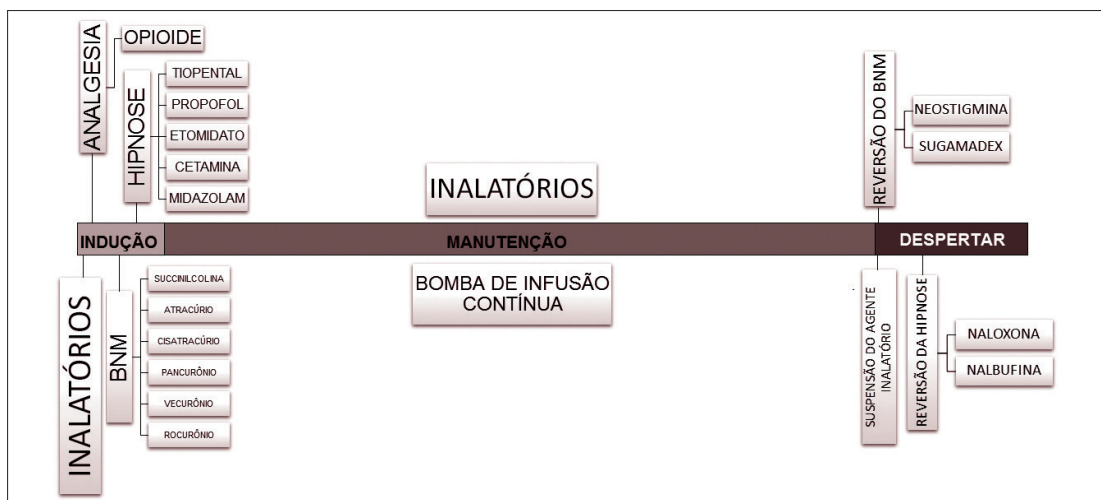 ANALGESIA
OPIOIDE
HIPNOSE
TIOPENTAL
PROPOFOL
ETOMIDATO
CETAMINA
MIDAZOLAM
INALATÓRIOS
REVERSÃO DO BNM
NEOSTIGMINA
SUGAMADEX
INDUÇÃO
MANUTENÇÃO
DESPERTAR
INALATÓRIOS
BNM
SUCCINILCOLINA
ATRACÚRIO
CISATRACÚRIO
PANCURÔNIO
VECURÔNIO
ROCURÔNIO
BOMBA DE INFUSÃO
CONTÍNUA
SUSPENSÃO DO AGENTE
INALATÓRIO
REVERSÃO DA HIPNOSE
NALOXONA
NALBUFINA